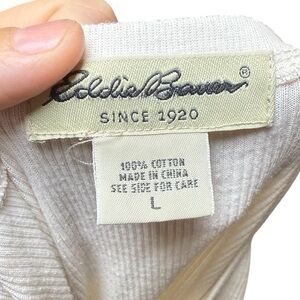 Eddie Bauer®
SINCE 1920
100% COTTON
MADE IN CHINA
SEE SIDE FOR CARE
L